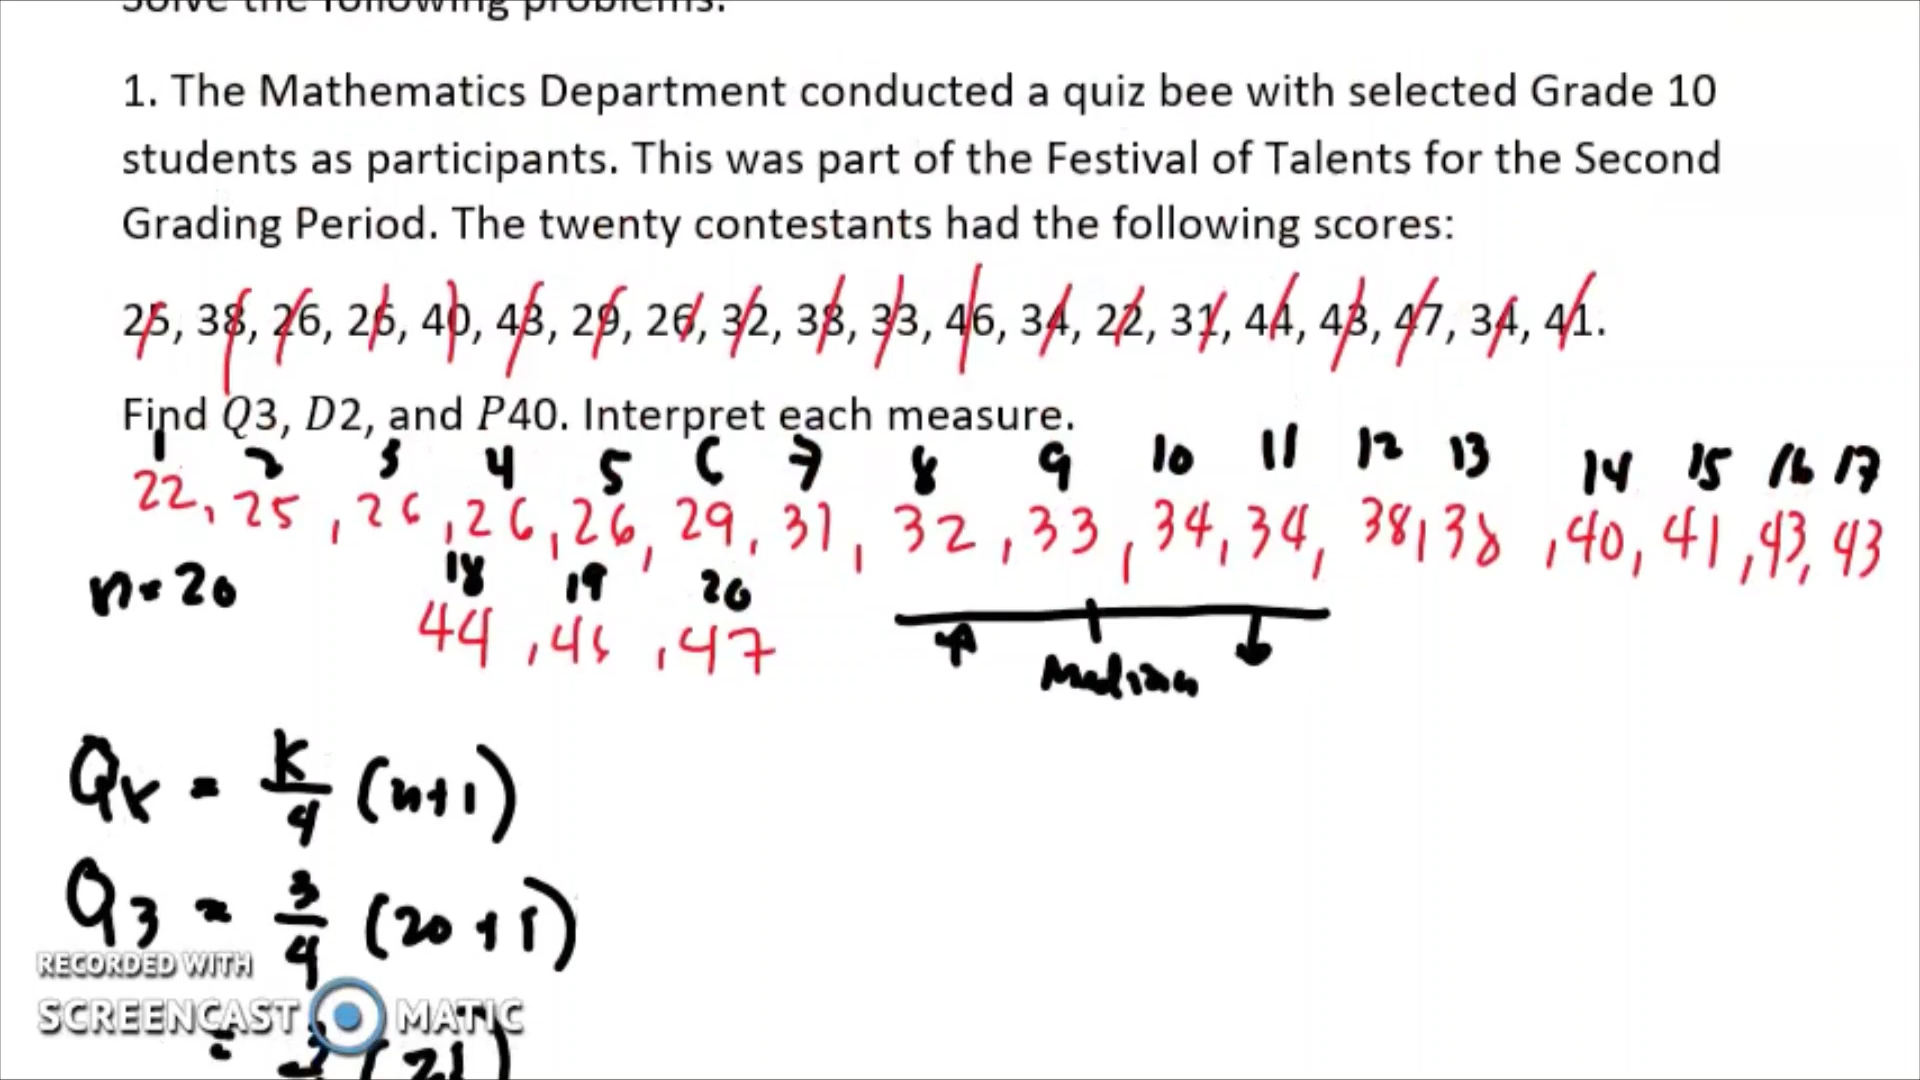 Solve the following problems.
1. The Mathematics Department conducted a quiz bee with selected Grade 10
students as participants. This was part of the Festival of Talents for the Second
Grading Period. The twenty contestants had the following scores:
25, 38, 26, 26, 40, 43, 29, 26, 32, 38, 33, 46, 34, 22, 31, 44, 43, 47, 34, 41.
Find Q3, D2, and P40. Interpret each measure.
1 2 3 4 5 6 7 8 9 10 11 12 13 14 15 16 17
22, 25, 26, 26, 26, 29, 31, 32, 33, 34, 34, 38, 38, 40, 41, 43, 43
n = 20
18 19 20
44, 46, 47
Median
Qk = k/4 (n+1)
Q3 = 3/4 (20+1)
RECORDED WITH
SCREENCAST MATIC
= 3 (21)